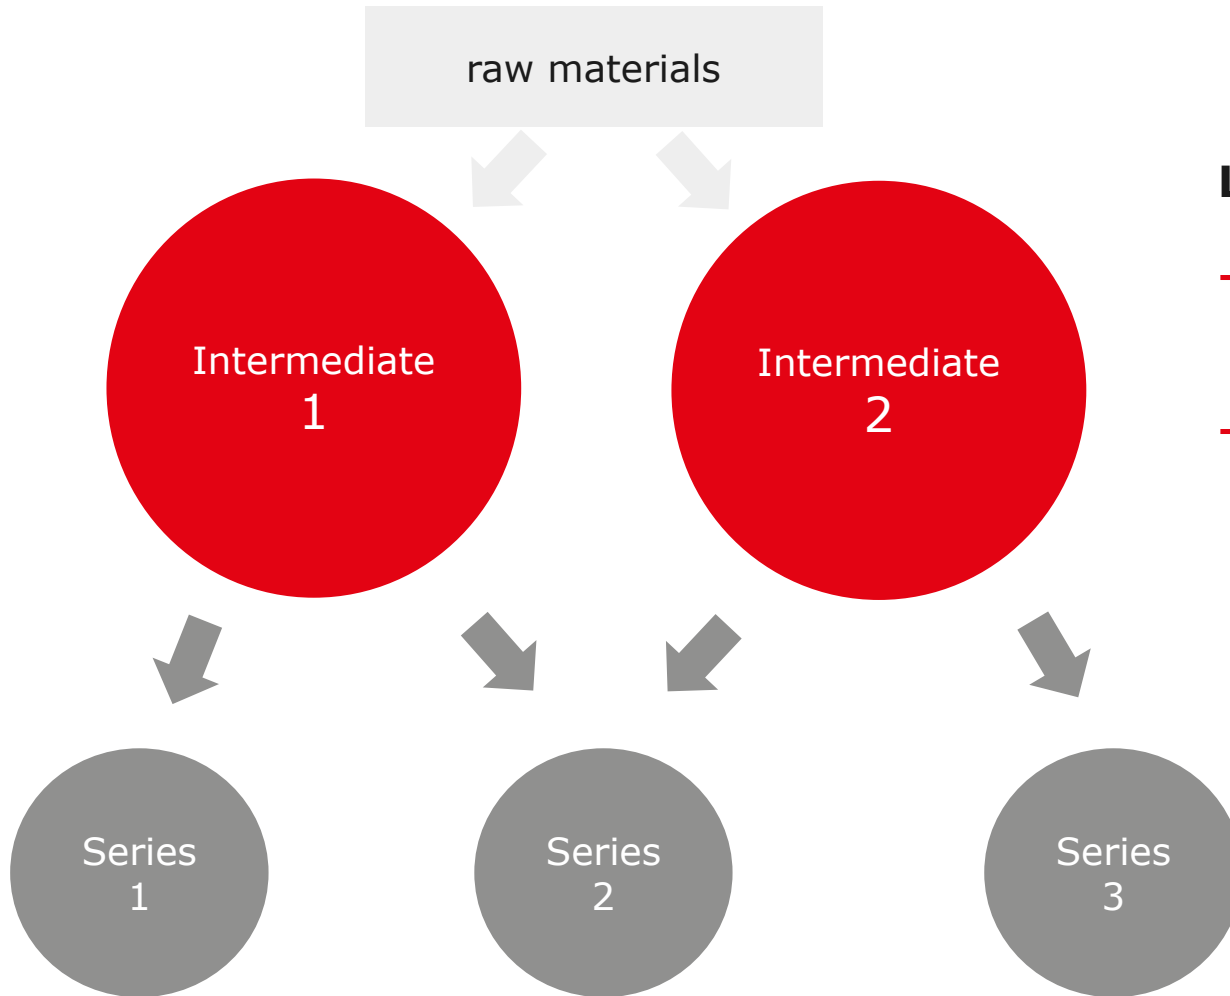 raw materials
Intermediate
1
Intermediate
2
Series
1
Series
2
Series
3